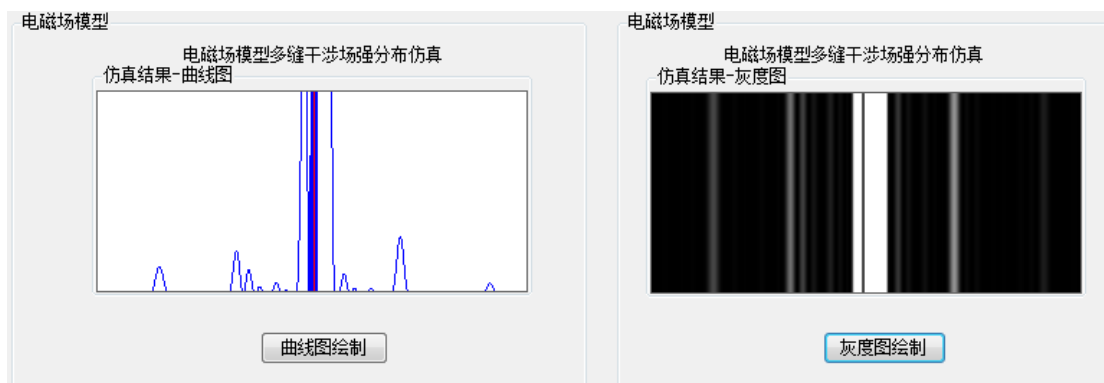 电磁场模型
电磁场模型多缝干涉场强分布仿真
仿真结果-曲线图
曲线图绘制
电磁场模型
电磁场模型多缝干涉场强分布仿真
仿真结果-灰度图
灰度图绘制